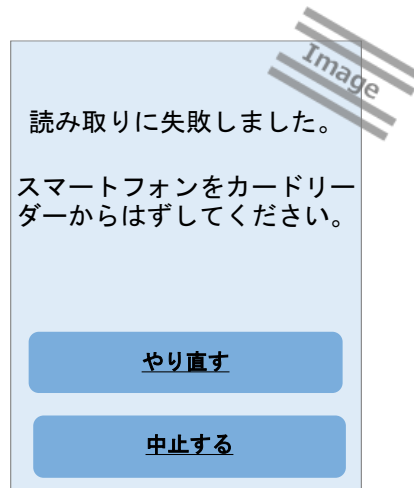 Image
読み取りに失敗しました。
スマートフォンをカードリー
ダーからはずしてください。
やり直す
中止する